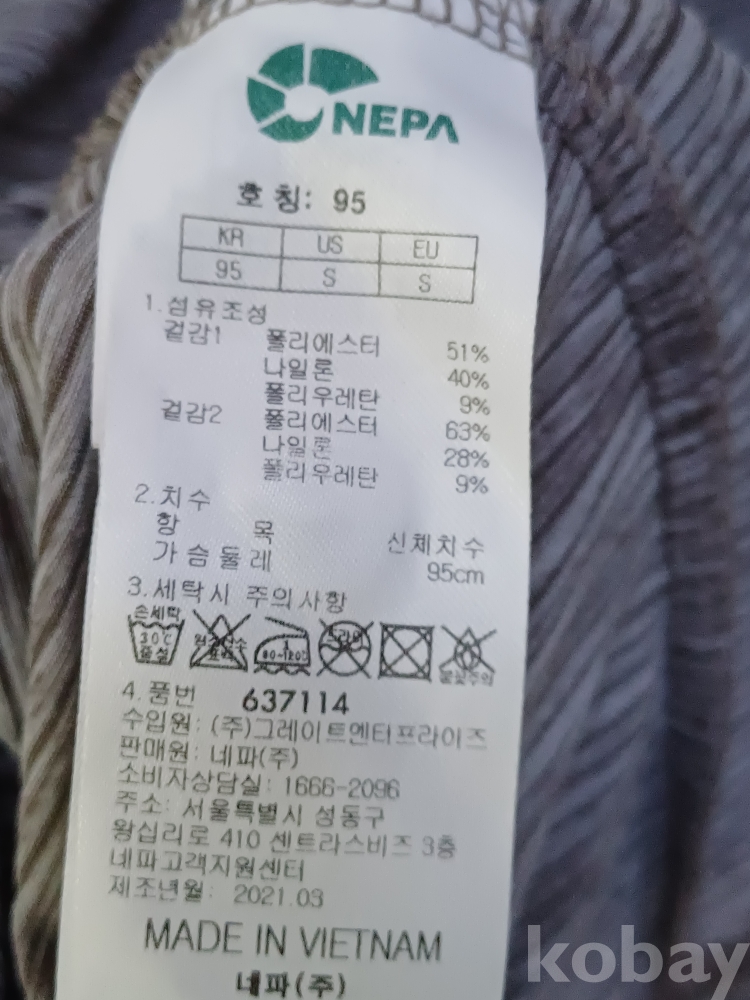 NEPA
호 칭: 95
KR US EU
95 S S
1.섬유조성
겉감1 폴리에스터 51%
나일론 40%
폴리우레탄 9%
겉감2 폴리에스터 63%
나일론 28%
폴리우레탄 9%
2.치수
항 목 신체치수
가슴둘레 95cm
3.세탁시 주의사항
손세탁
30℃
중성
80~120℃
드라이
4.품번 637114
수입원: (주)그레이트엔터프라이즈
판매원: 네파(주)
소비자상담실: 1666-2096
주소: 서울특별시 성동구
왕십리로 410 센트라스비즈 3층
네파고객지원센터
제조년월: 2021.03
MADE IN VIETNAM
네파(주)
kobay